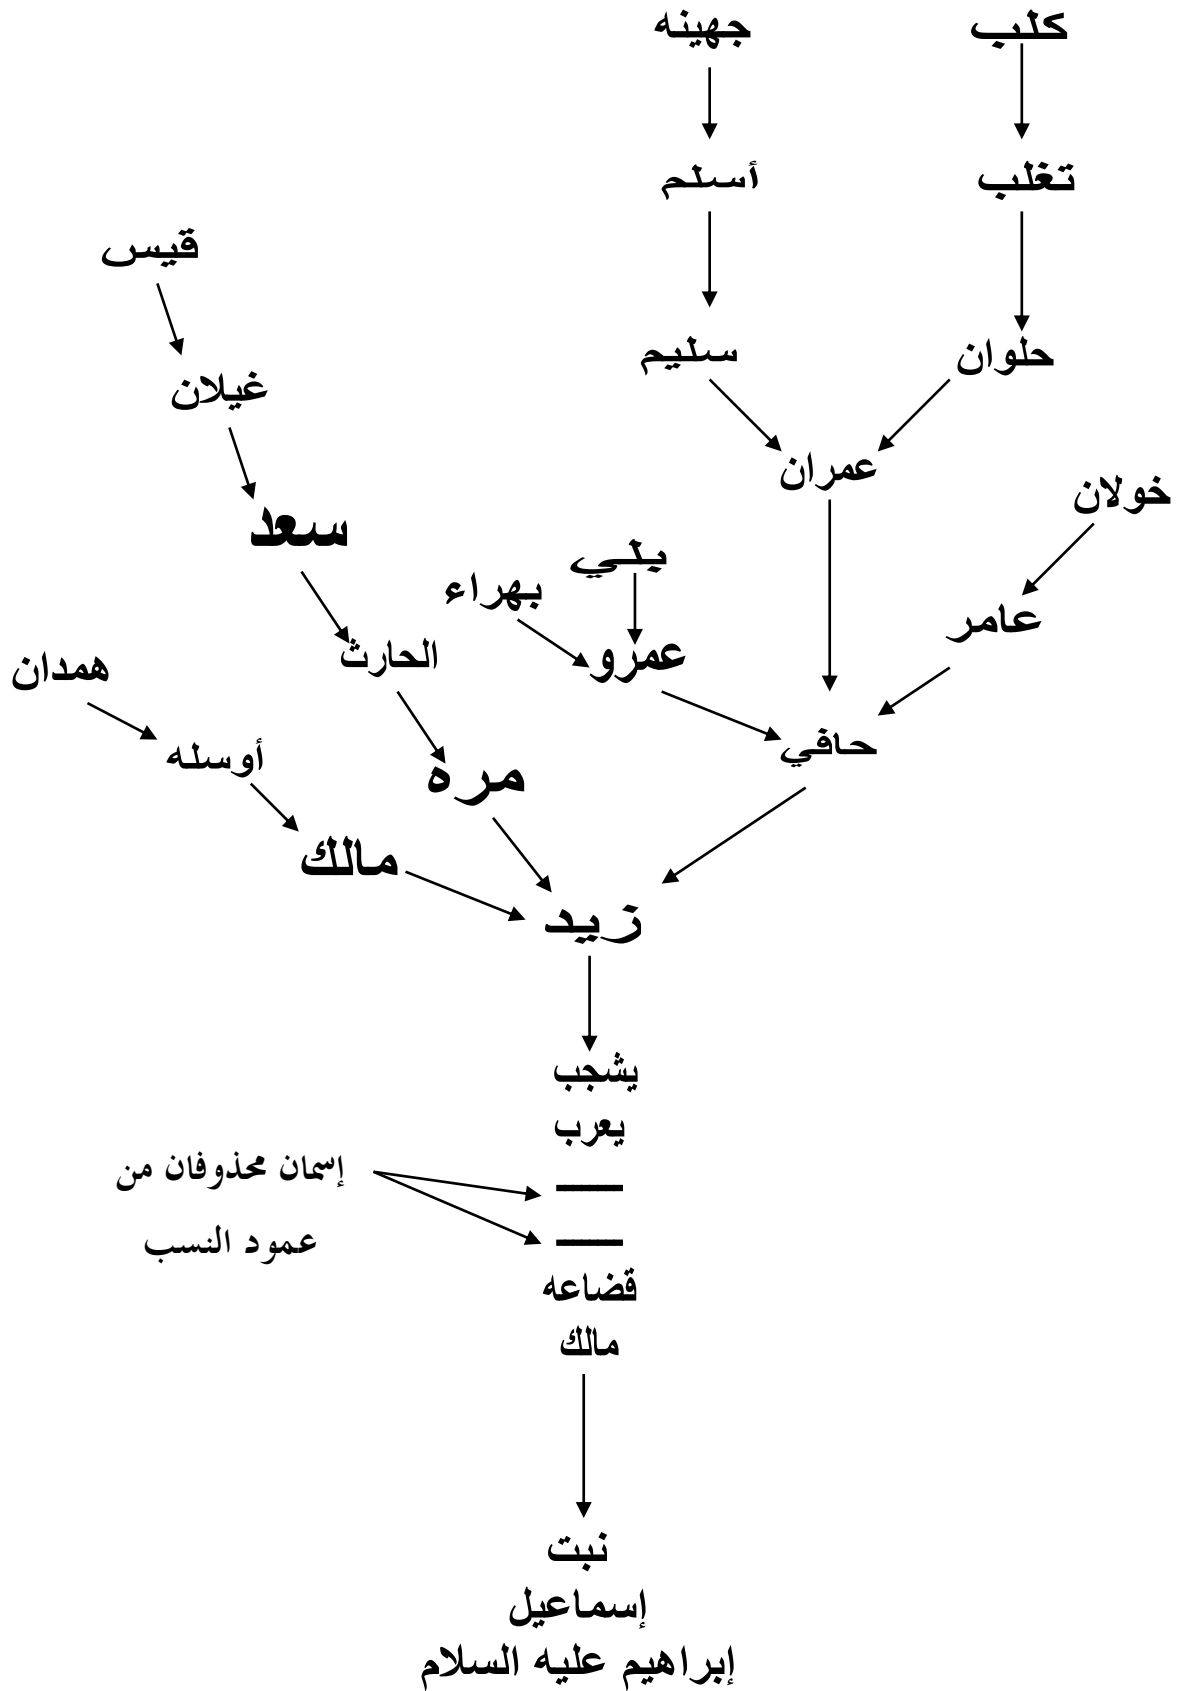 كلب
جهينه
تغلب
أسلم
قيس
حلوان
سليم
غيلان
عمران
خولان
سعد
بلي
بهراء
عامر
الحارث
عمرو
همدان
حافي
أوسله
مره
مالك
زيد
يشجب
يعرب
إسمان محذوفان من
عمود النسب
قضاعه
مالك
نبت
إسماعيل
إبراهيم عليه السلام